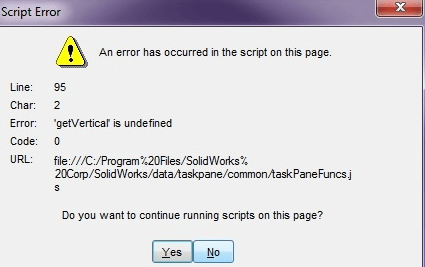 Script Error
An error has occurred in the script on this page.
Line: 95
Char: 2
Error: 'getVertical' is undefined
Code: 0
URL: file:///C:/Program%20Files/SolidWorks%
20Corp/SolidWorks/data/taskpane/common/taskPaneFuncs.j
s
Do you want to continue running scripts on this page?
Yes No